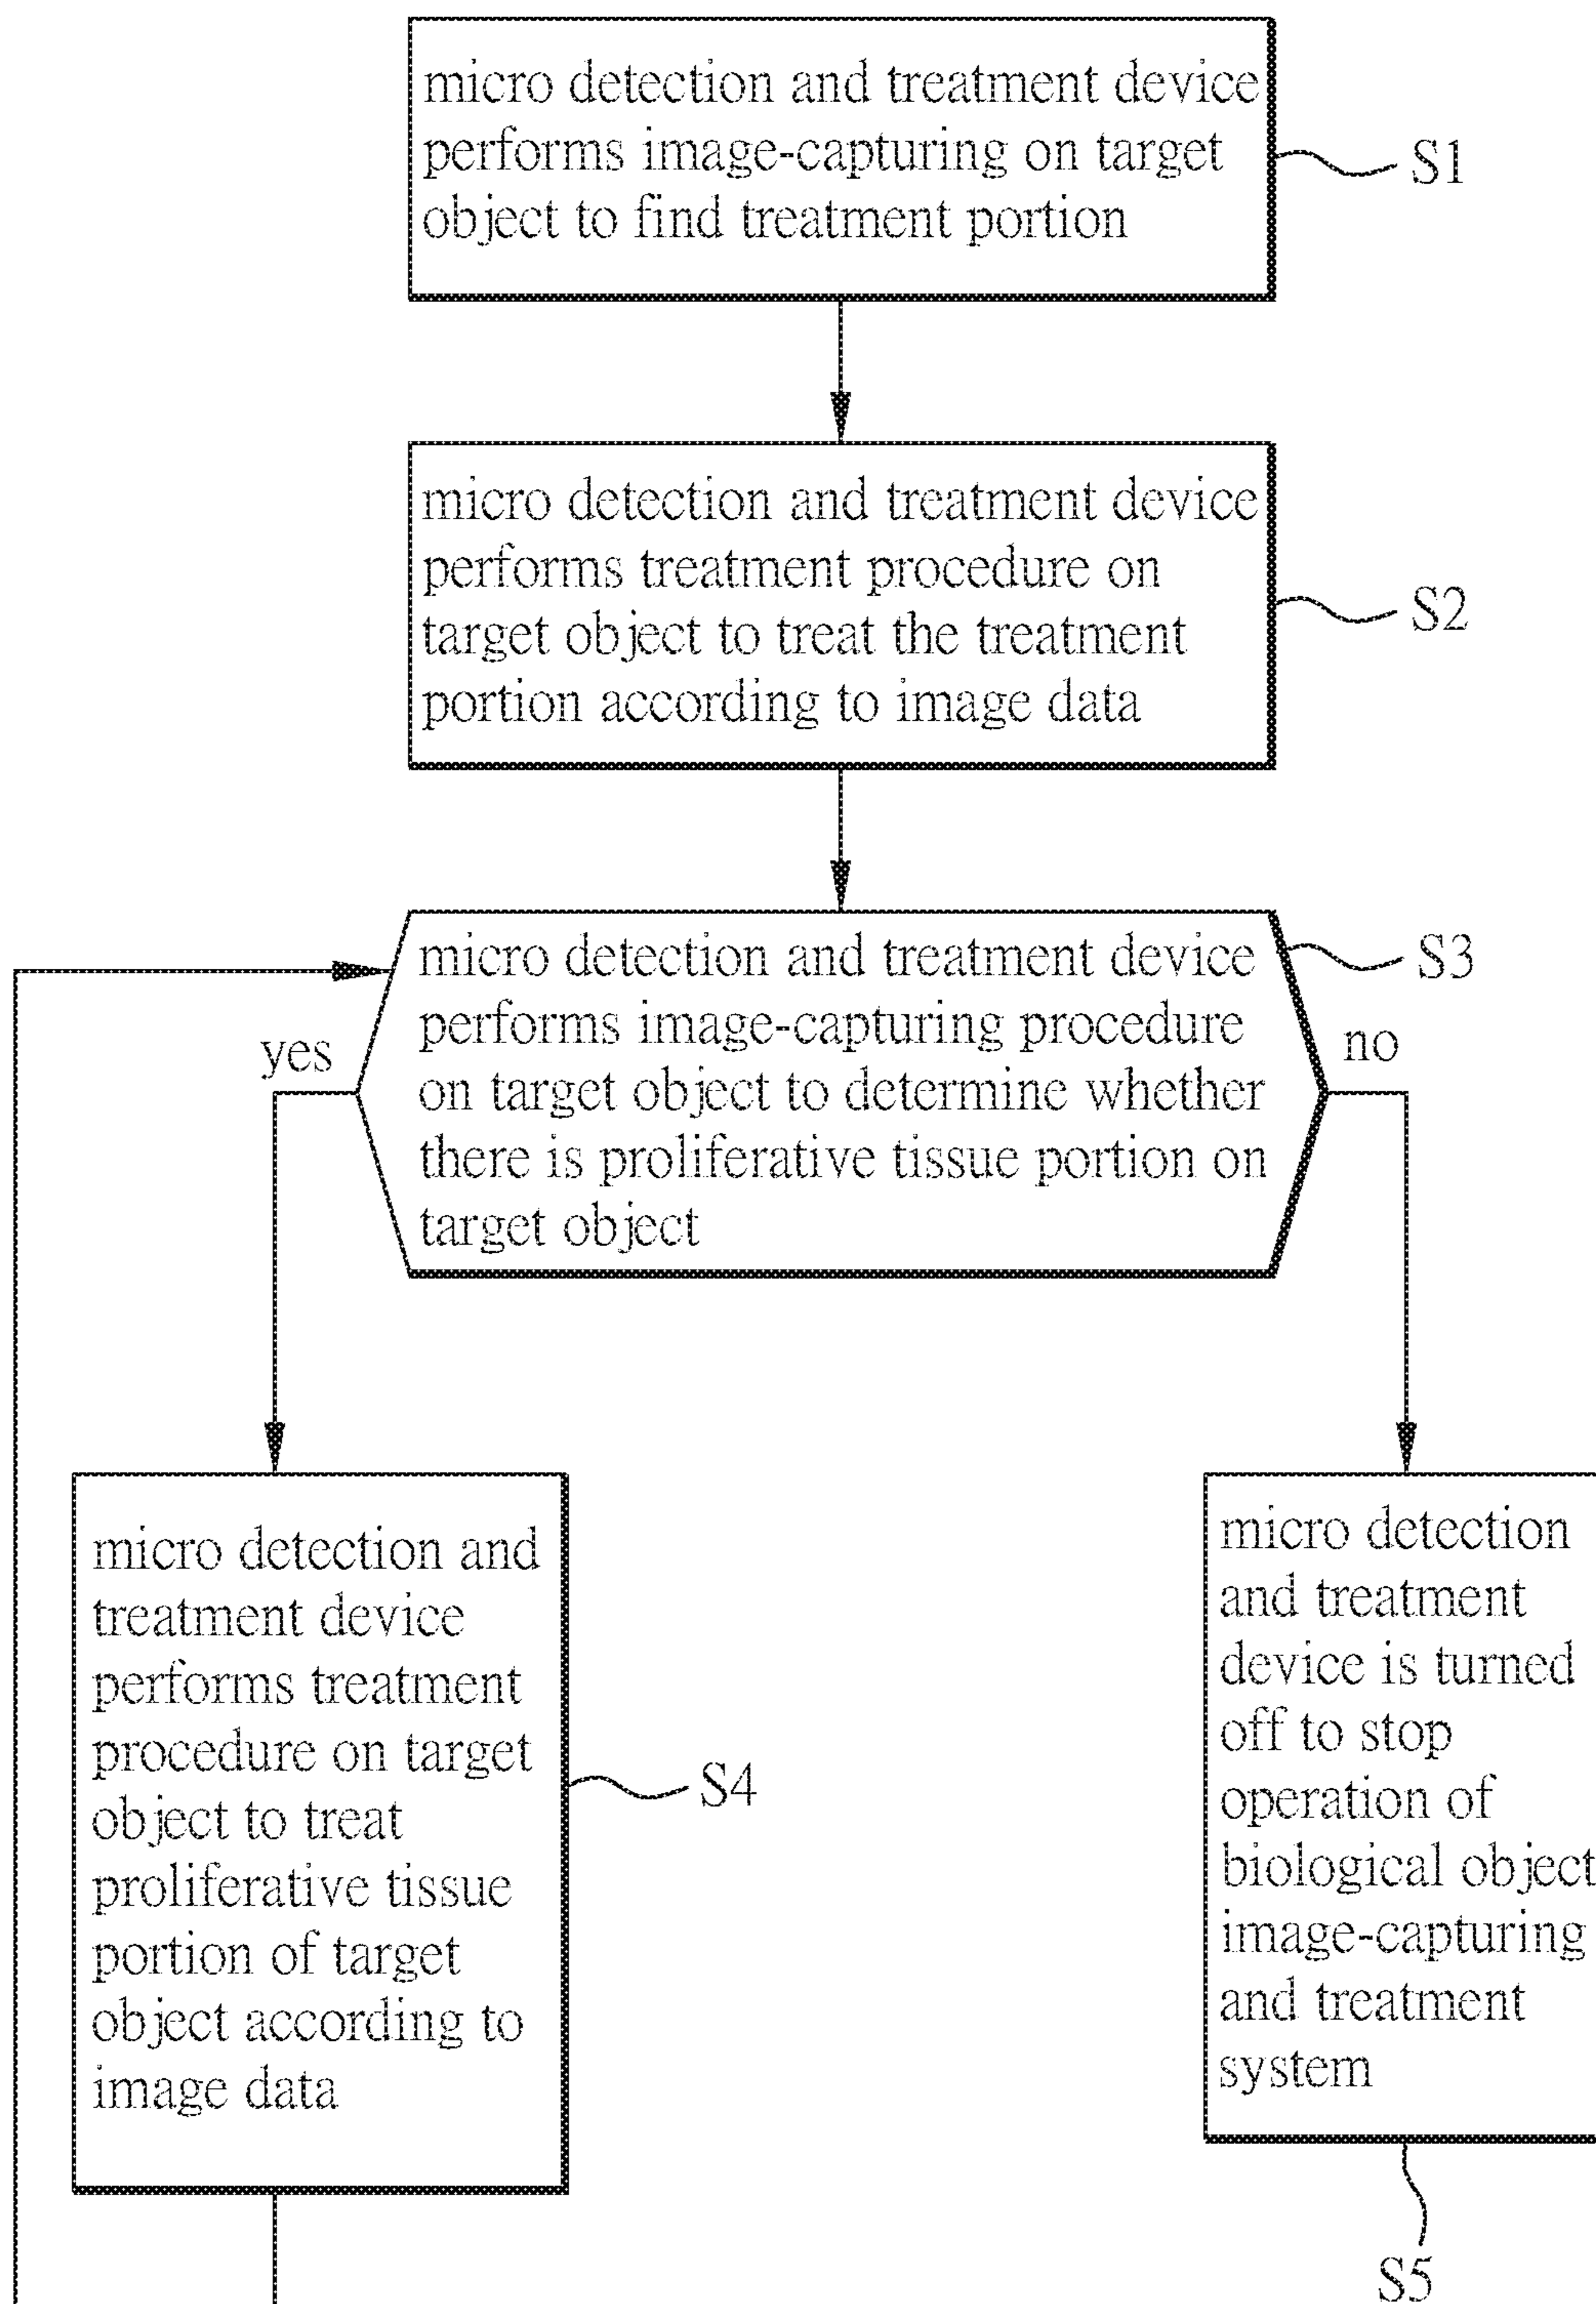 micro detection and treatment device
performs image-capturing on target
object to find treatment portion
S1
micro detection and treatment device
performs treatment procedure on
target object to treat the treatment
portion according to image data
S2
micro detection and treatment device
performs image-capturing procedure
on target object to determine whether
there is proliferative tissue portion on
target object
S3
yes
no
micro detection and
treatment device
performs treatment
procedure on target
object to treat
proliferative tissue
portion of target
object according to
image data
S4
micro detection
and treatment
device is turned
off to stop
operation of
biological object
image-capturing
and treatment
system
S5